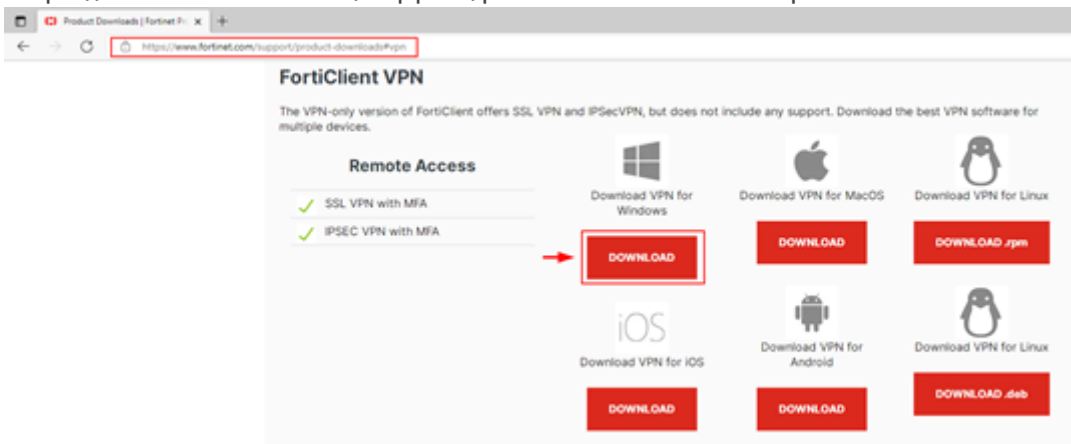 Product Downloads | Fortinet Pr
https://www.fortinet.com/support/product-downloads#vpn
FortiClient VPN
The VPN-only version of FortiClient offers SSL VPN and IPSecVPN, but does not include any support. Download the best VPN software for
multiple devices.
Remote Access
SSL VPN with MFA
IPSEC VPN with MFA
Download VPN for
Windows
DOWNLOAD
Download VPN for MacOS
DOWNLOAD
Download VPN for Linux
DOWNLOAD .rpm
iOS
Download VPN for iOS
DOWNLOAD
Download VPN for
Android
DOWNLOAD
Download VPN for Linux
DOWNLOAD .deb